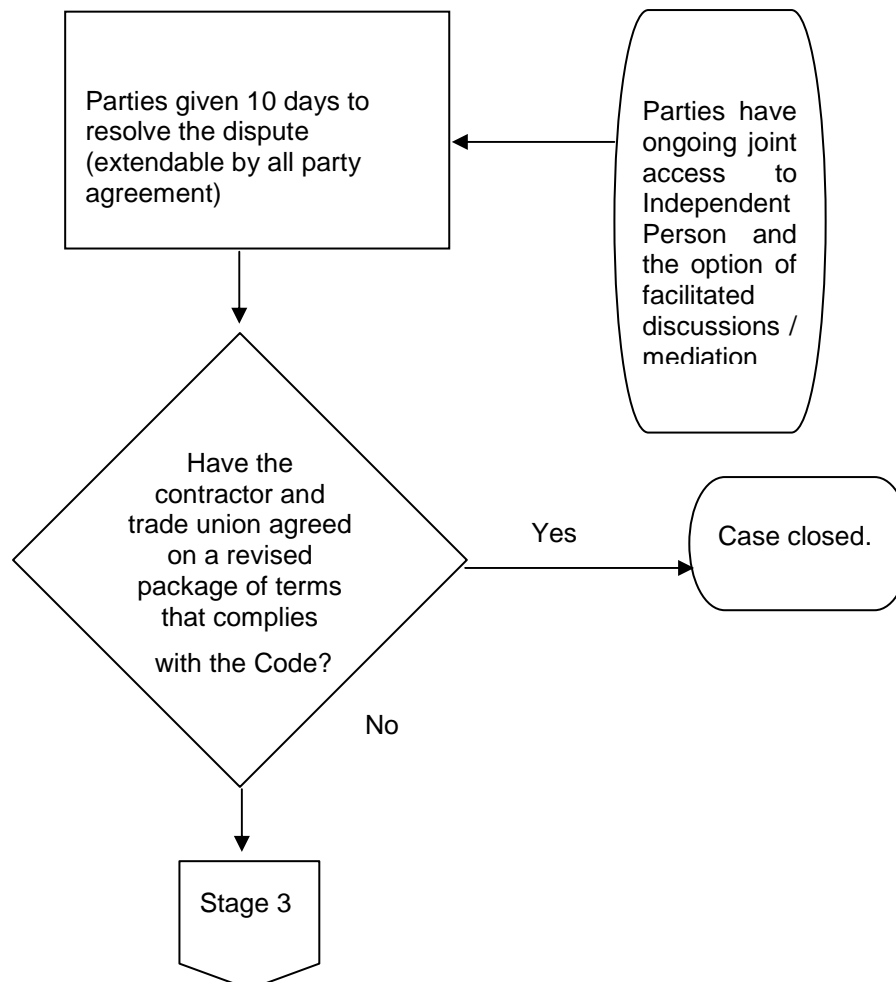 Parties given 10 days to
resolve the dispute
(extendable by all party
agreement)
Parties have
ongoing joint
access to
Independent
Person and
the option of
facilitated
discussions /
mediation
Have the
contractor and
trade union agreed
on a revised
package of terms
that complies
with the Code?
Yes
Case closed.
No
Stage 3